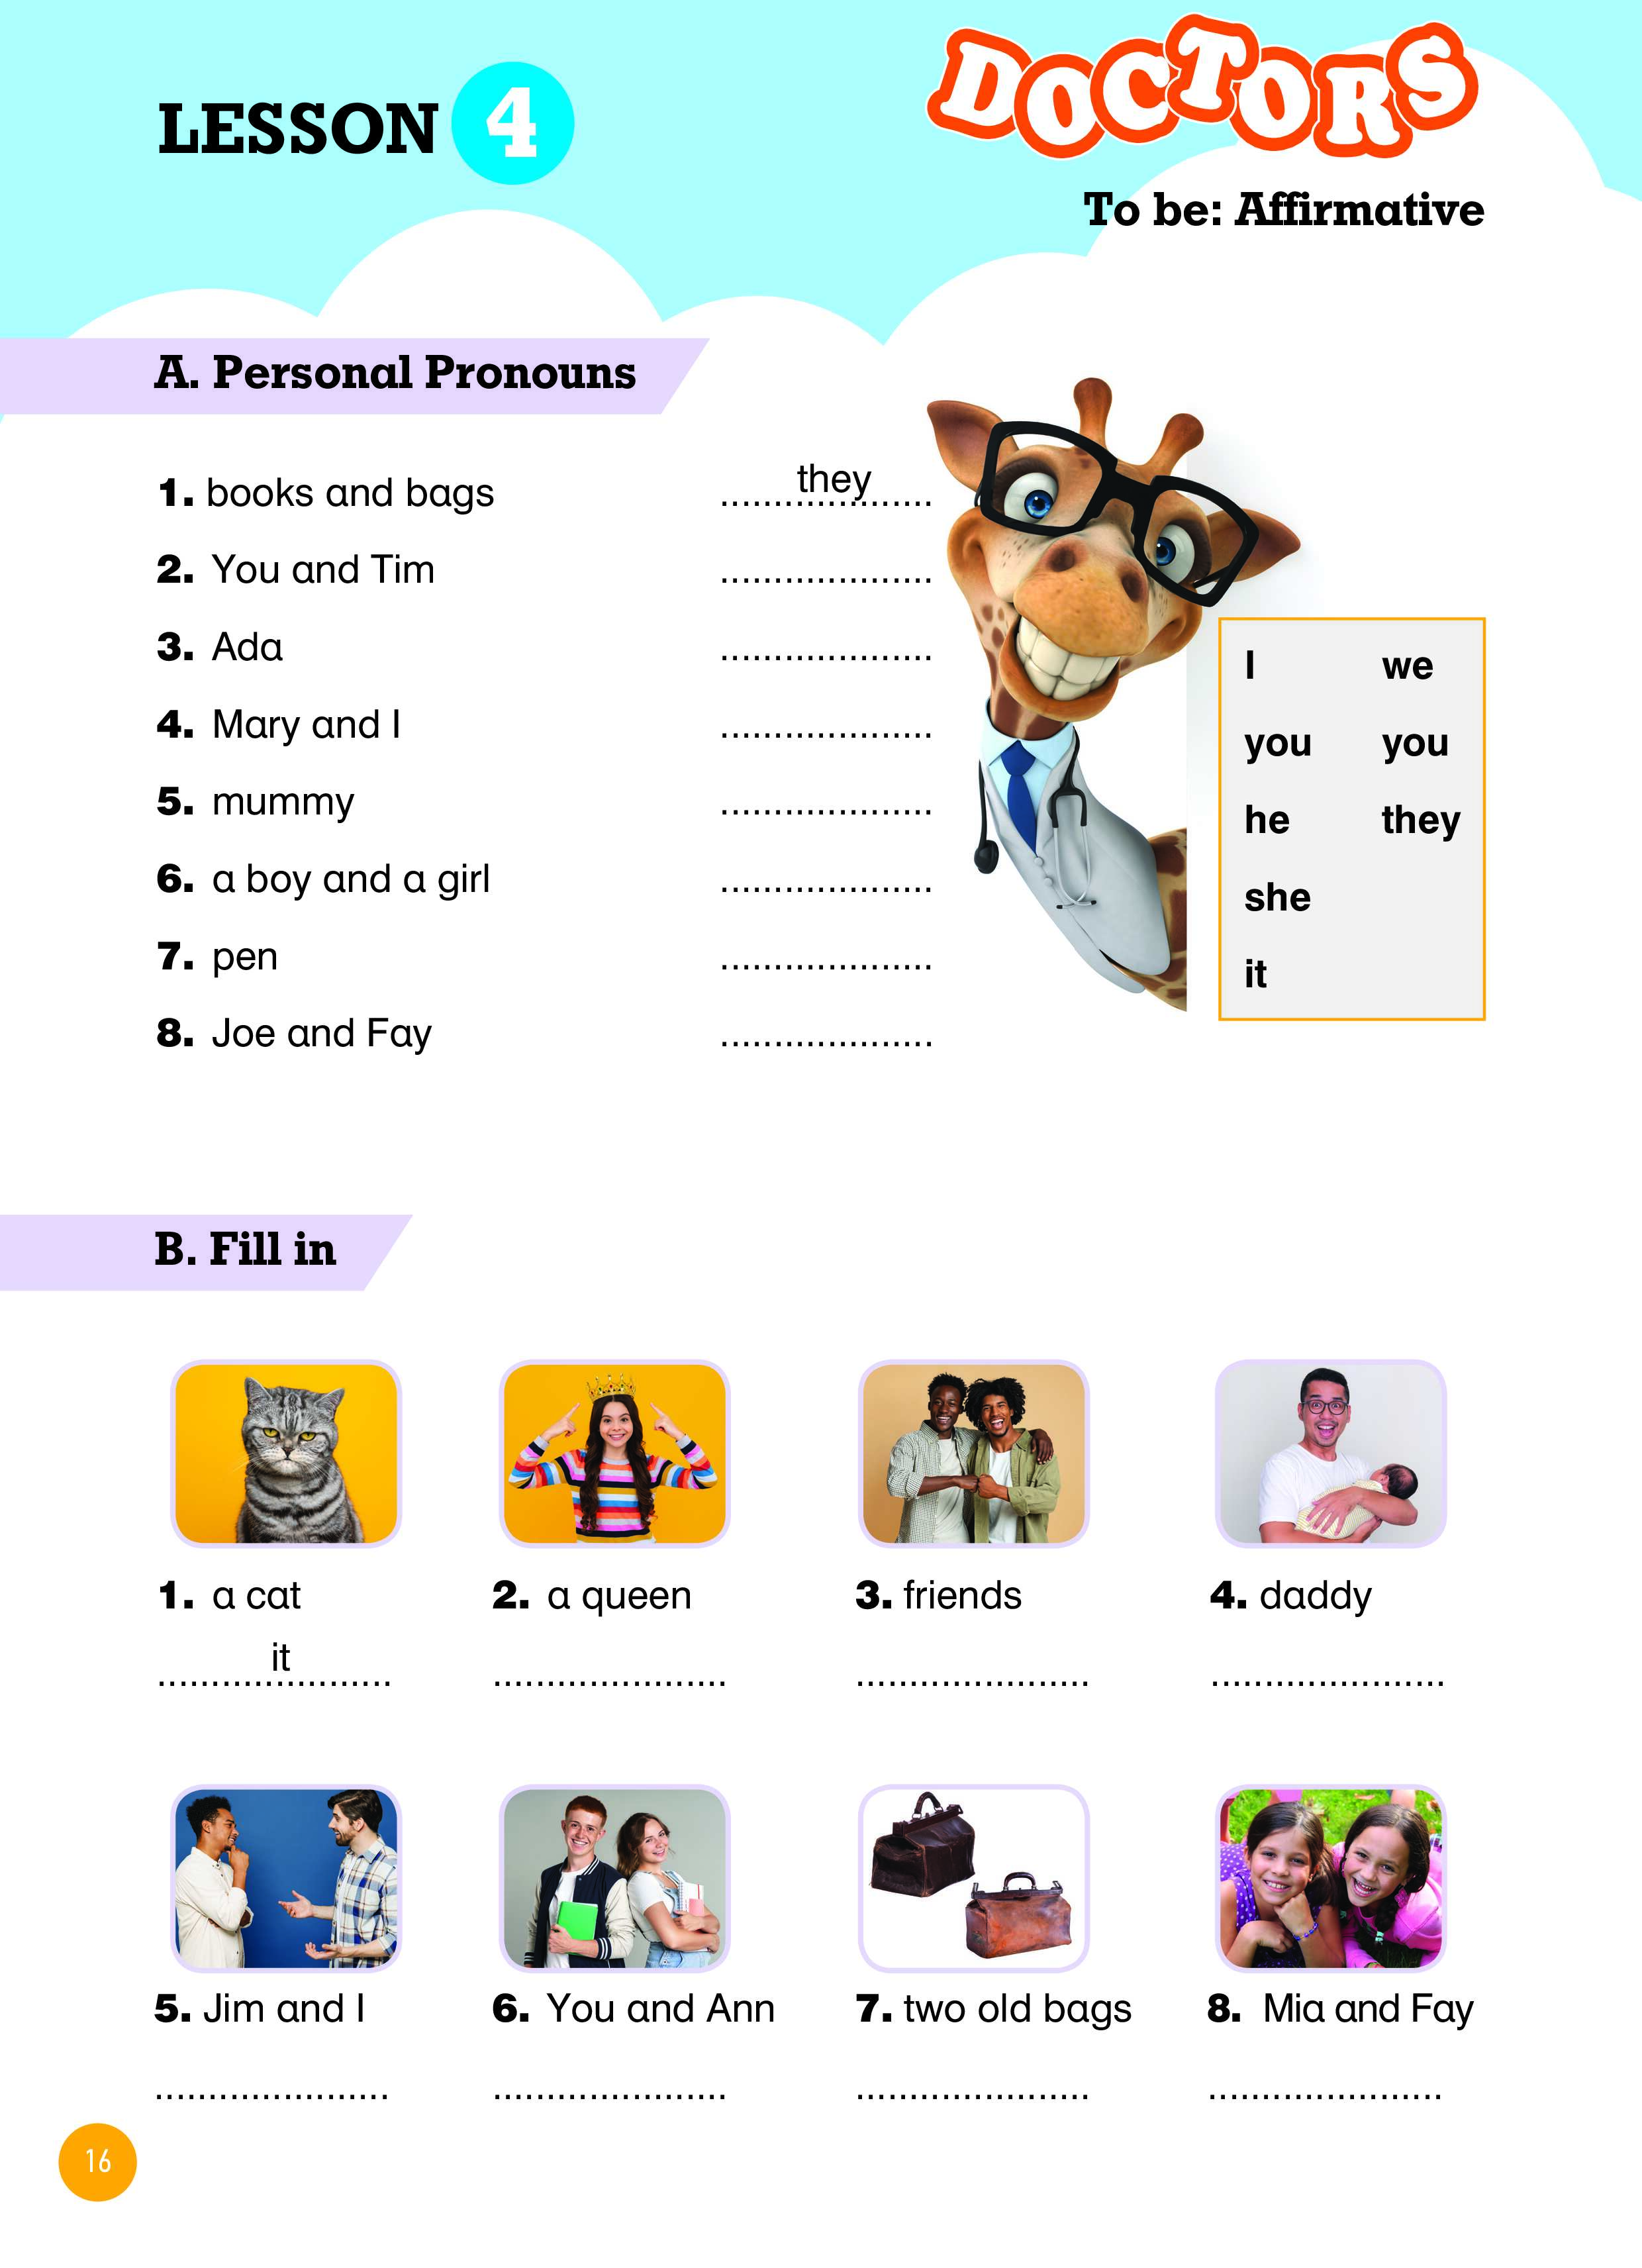 LESSON 4
DOCTORS
To be: Affirmative
A. Personal Pronouns
1. books and bags they
2. You and Tim ....................
3. Ada ....................
4. Mary and I ....................
5. mummy ....................
6. a boy and a girl ....................
7. pen ....................
8. Joe and Fay ....................
I we
you you
he they
she
it
B. Fill in
1. a cat 2. a queen 3. friends 4. daddy
it ...................... ...................... ......................
5. Jim and I 6. You and Ann 7. two old bags 8. Mia and Fay
...................... ...................... ...................... ......................
16